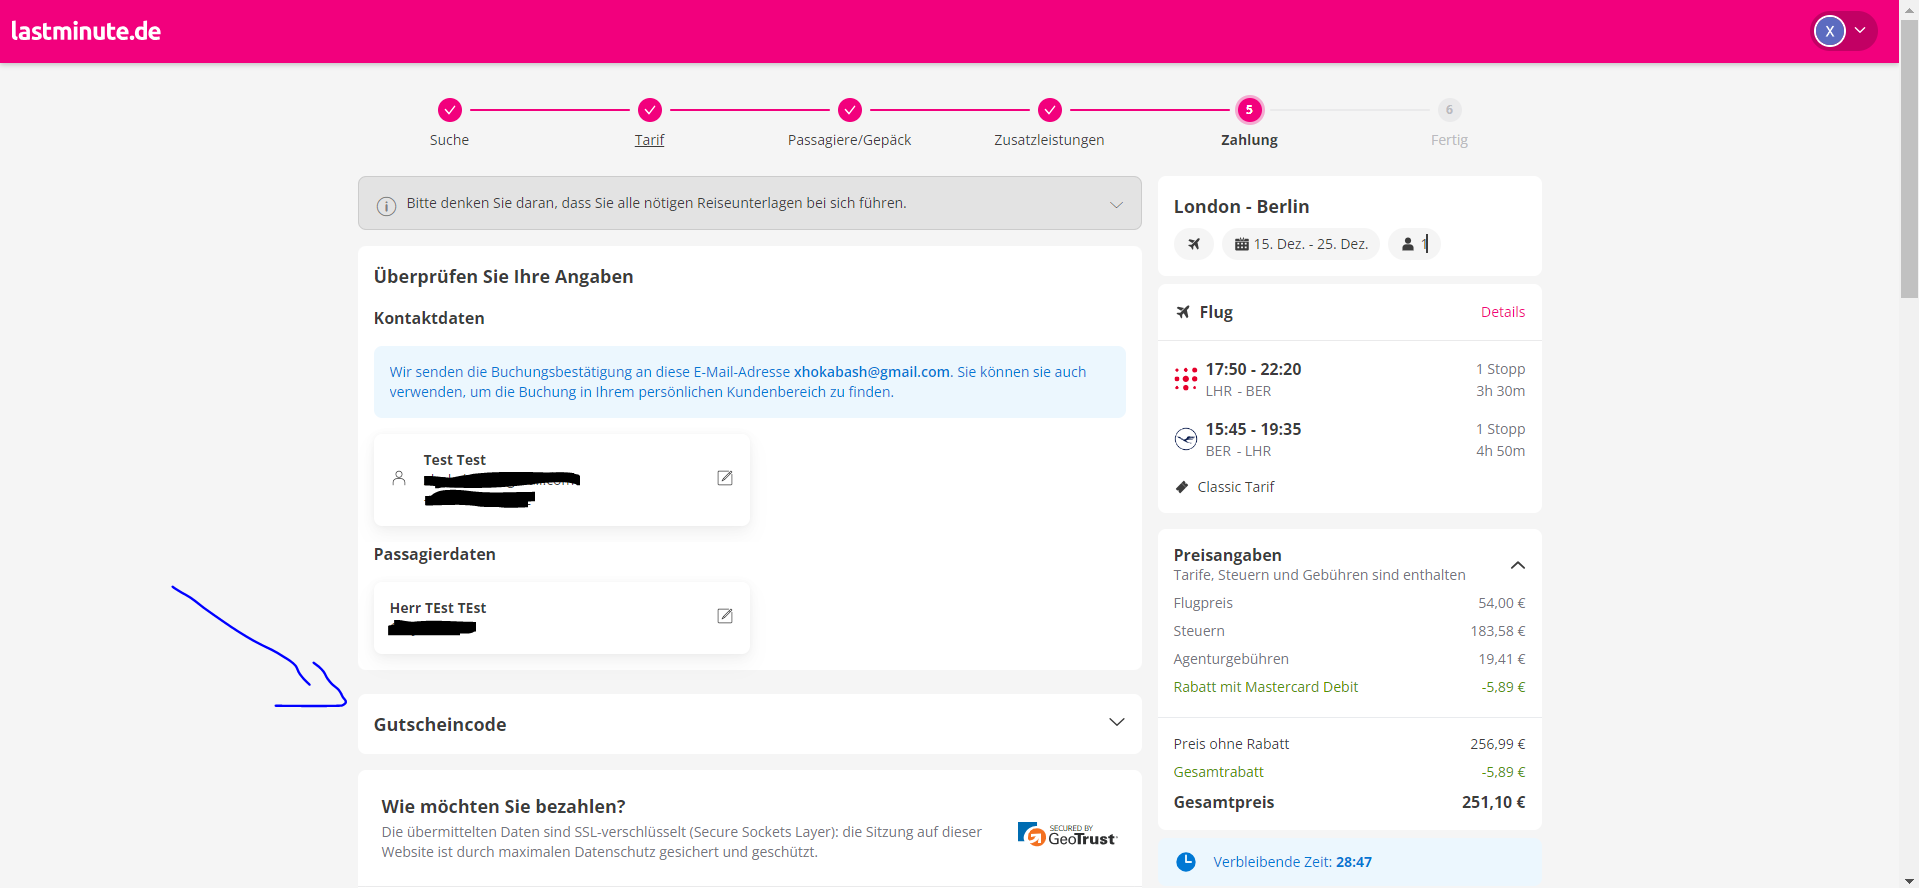 lastminute.de
X
Suche
Tarif
Passagiere/Gepäck
Zusatzleistungen
5
Zahlung
6
Fertig
Bitte denken Sie daran, dass Sie alle nötigen Reiseunterlagen bei sich führen.
Überprüfen Sie Ihre Angaben
Kontaktdaten
Wir senden die Buchungsbestätigung an diese E-Mail-Adresse xhokabash@gmail.com. Sie können sie auch
verwenden, um die Buchung in Ihrem persönlichen Kundenbereich zu finden.
Test Test
Passagierdaten
Herr TEst TEst
Gutscheincode
Wie möchten Sie bezahlen?
Die übermittelten Daten sind SSL-verschlüsselt (Secure Sockets Layer): die Sitzung auf dieser
Website ist durch maximalen Datenschutz gesichert und geschützt.
SECURED BY
GeoTrust
London - Berlin
15. Dez. - 25. Dez.
1
Flug
Details
17:50 - 22:20
1 Stopp
LHR - BER
3h 30m
15:45 - 19:35
1 Stopp
BER - LHR
4h 50m
Classic Tarif
Preisangaben
Tarife, Steuern und Gebühren sind enthalten
Flugpreis 54,00 €
Steuern 183,58 €
Agenturgebühren 19,41 €
Rabatt mit Mastercard Debit -5,89 €
Preis ohne Rabatt 256,99 €
Gesamtrabatt -5,89 €
Gesamtpreis 251,10 €
Verbleibende Zeit: 28:47